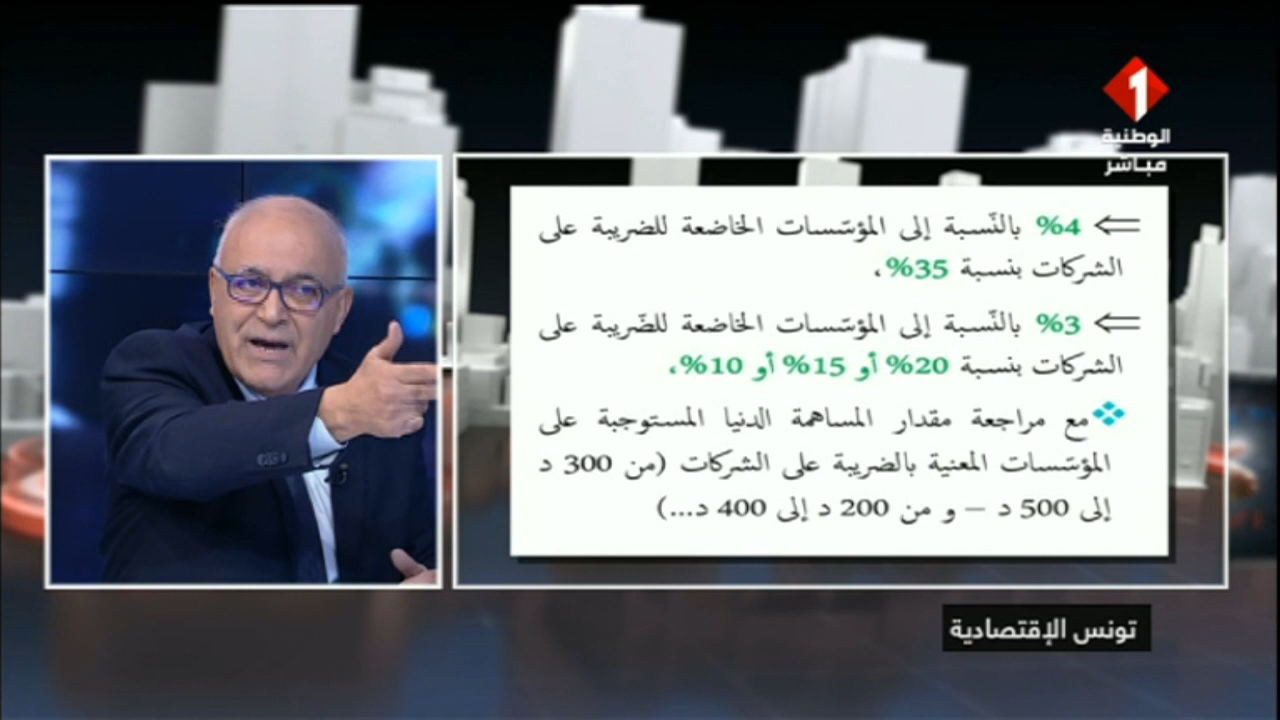 1
الوطنية
مباشر
⇐ 4% بالنّسبة إلى المؤسّسات الخاضعة للضريبة على
الشركات بنسبة 35%،
⇐ 3% بالنّسبة إلى المؤسّسات الخاضعة للضّريبة على
الشركات بنسبة 20% أو 15% أو 10%،
مع مراجعة مقدار المساهمة الدنيا المستوجبة على
المؤسّسات المعنية بالضريبة على الشركات (من 300 د
إلى 500 د – و من 200 د إلى 400 د...)
تونس الإقتصادية